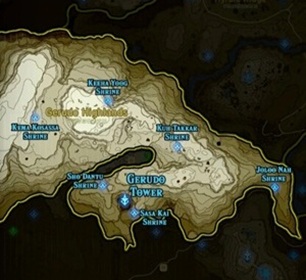 KEEHA YOOG
SHRINE
Gerudo Highlands
KEMA KOSASSA
SHRINE
KUH TAKKAR
SHRINE
SHO DANTU
SHRINE
GERUDO
TOWER
JOLOO NAH
SHRINE
SASA KAI
SHRINE